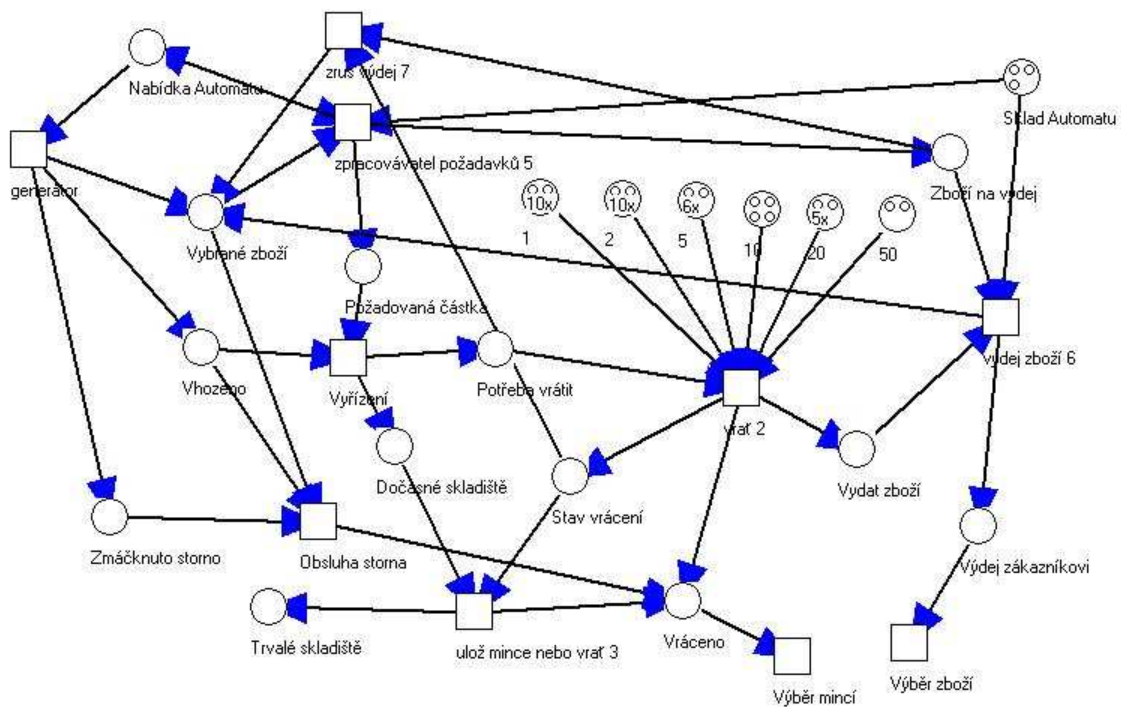 zruš výdej 7
Nabídka Automatu
Sklad Automatu
zpracovávatel požadavků 5
generátor
Zboží na výdej
10x
10x
6x
5x
1
2
5
10
20
50
Vybrané zboží
Požadovaná částka
výdej zboží 6
Vhozeno
Vyřízení
Potřeba vrátit
vrať 2
Dočasné skladiště
Stav vrácení
Vydat zboží
Zmáčknuto storno
Obsluha storna
Výdej zákazníkovi
Trvalé skladiště
ulož mince nebo vrať 3
Vráceno
Výběr mincí
Výběr zboží